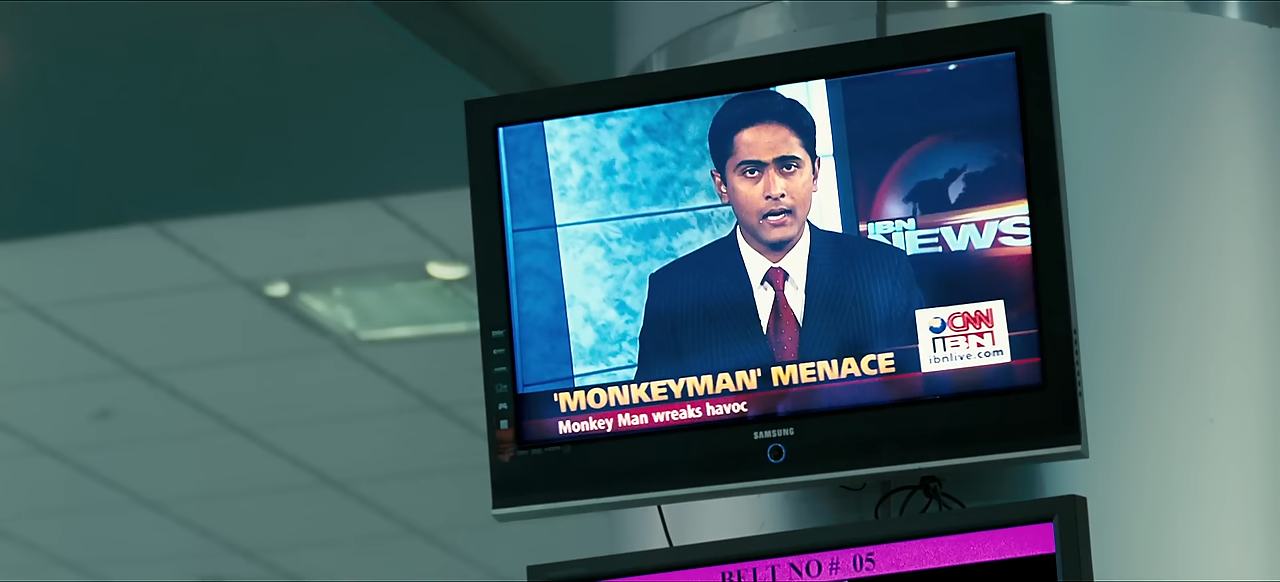 IBN
NEWS
CNN
IBN
ibnlive.com
'MONKEYMAN' MENACE
Monkey Man wreaks havoc
SAMSUNG
BELT NO # 05